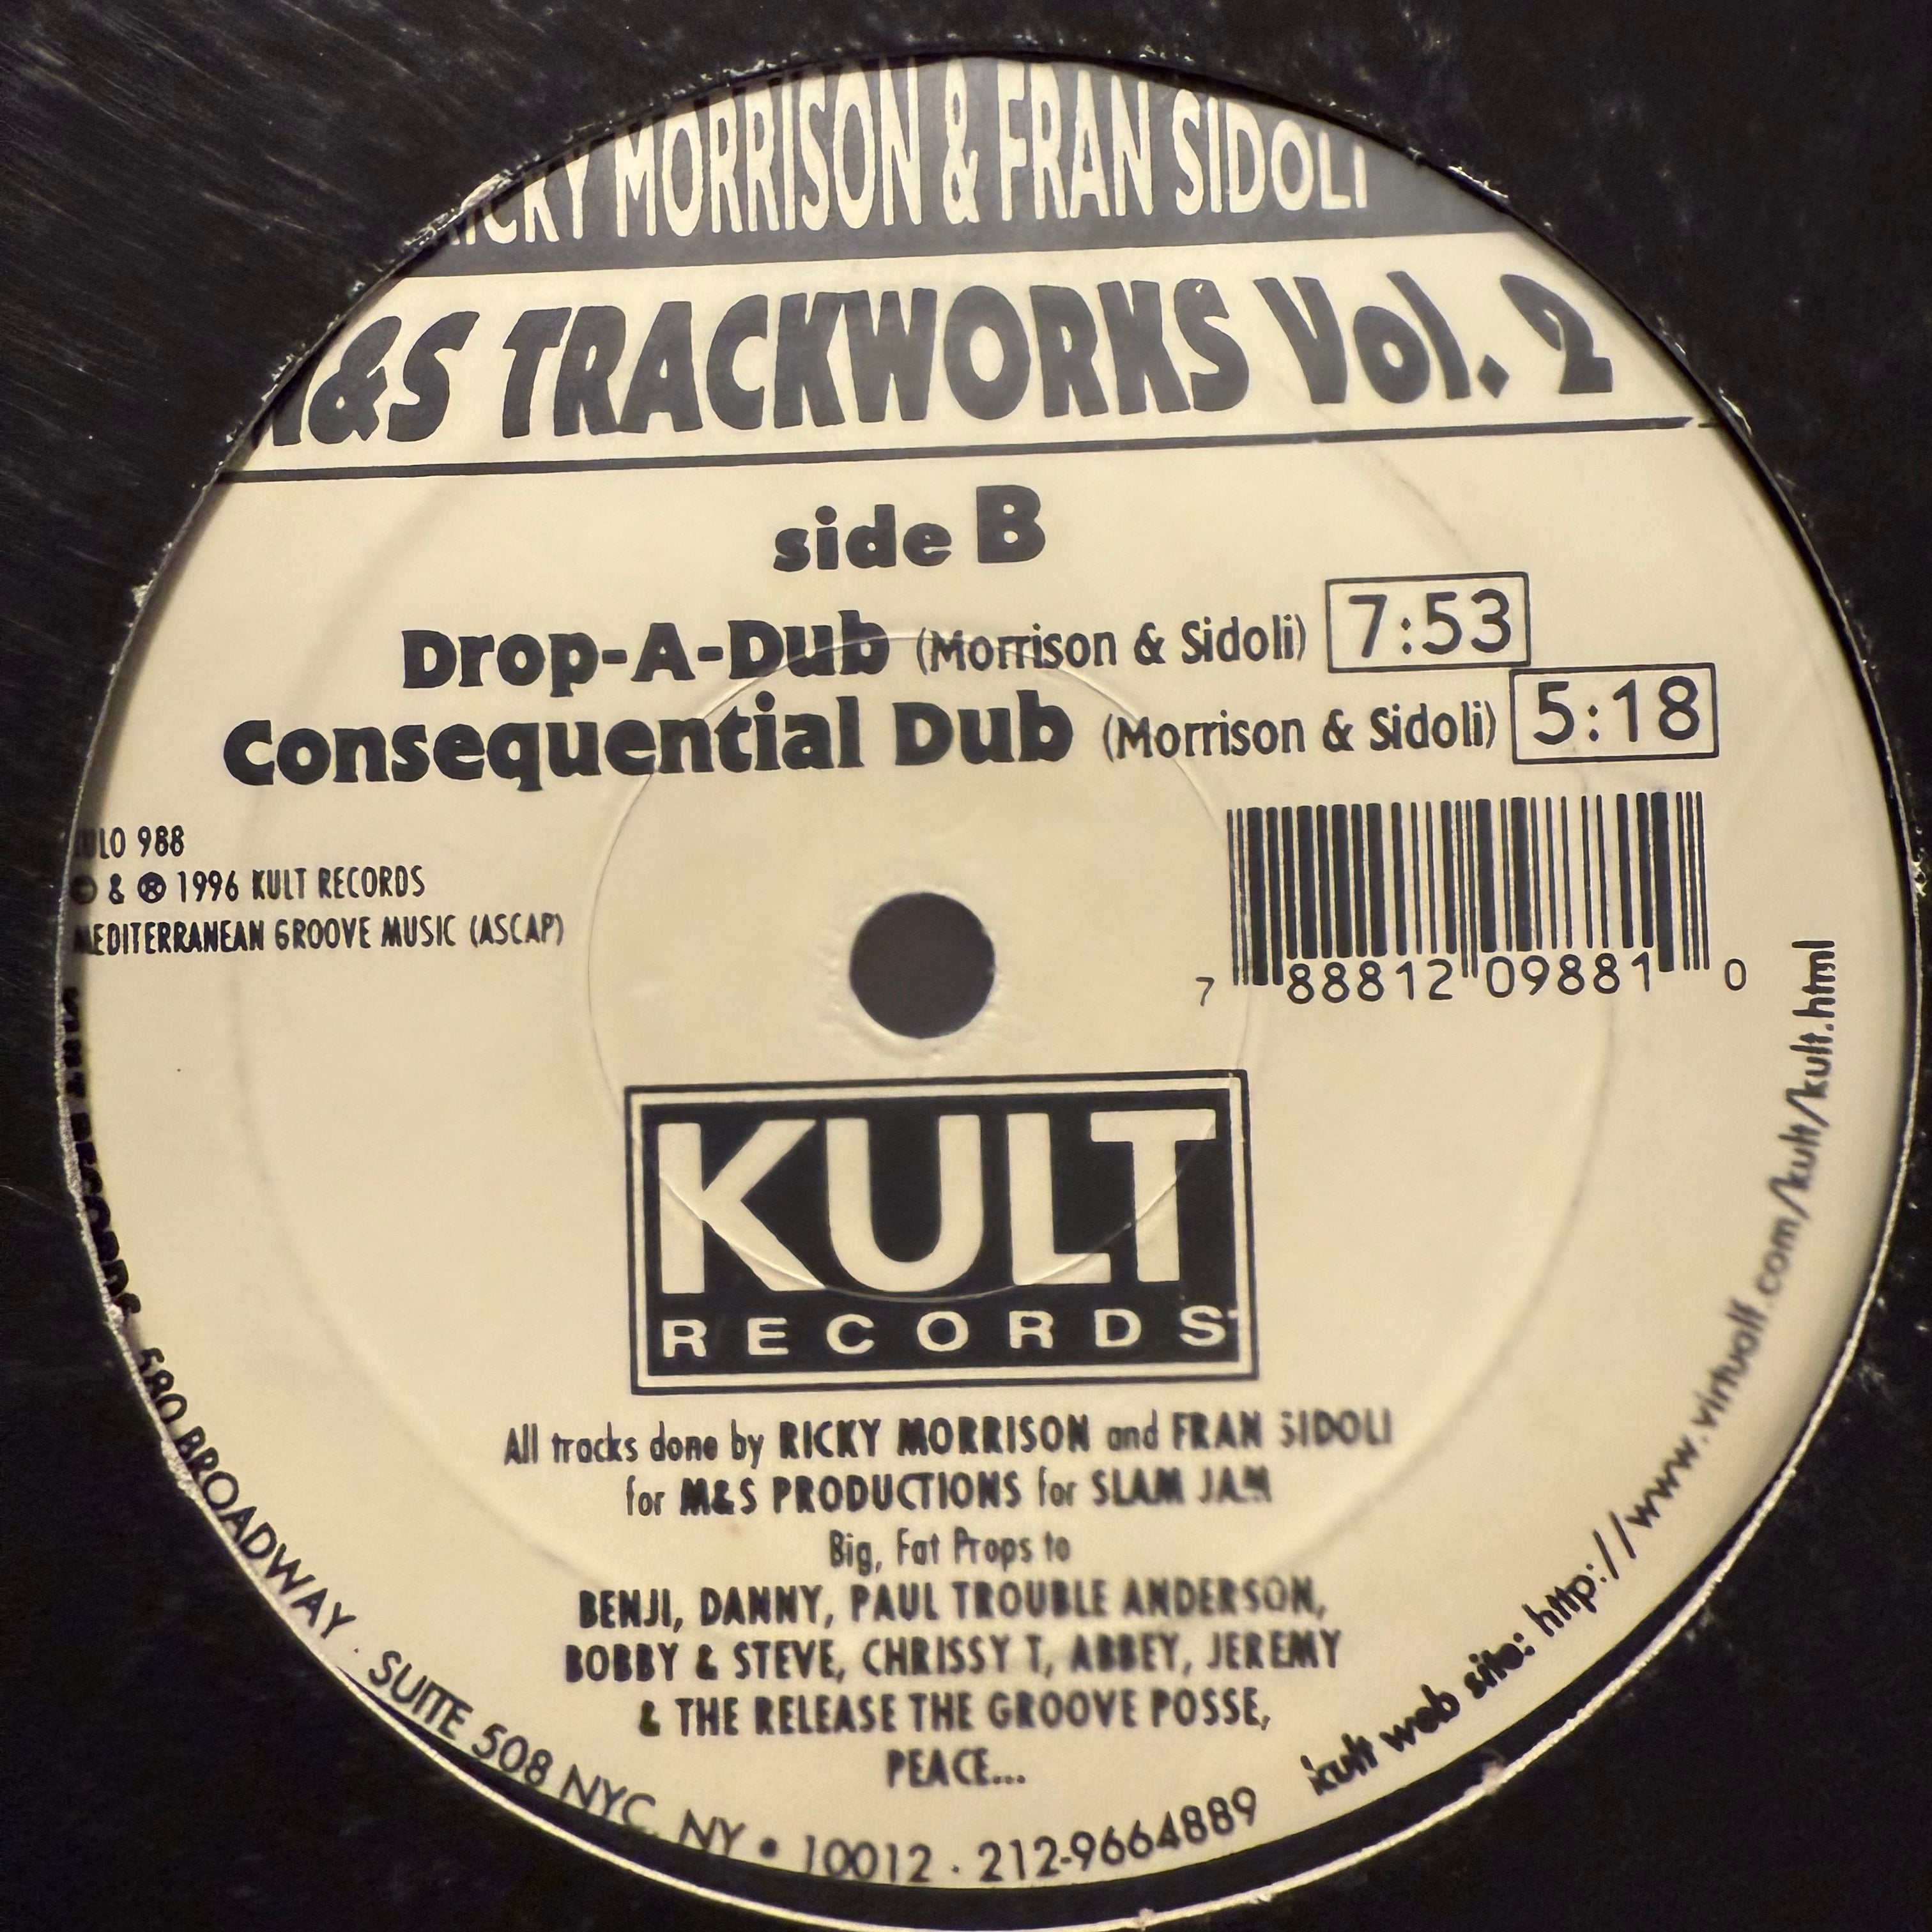 RICKY MORRISON & FRAN SIDOLI
&S TRACKWORKS Vol. 2
side B
Drop-A-Dub (Morrison & Sidoli) 7:53
Consequential Dub (Morrison & Sidoli) 5:18
988
© & ® 1996 KULT RECORDS
MEDITERRANEAN GROOVE MUSIC (ASCAP)
7 88812 09881 0
KULT
RECORDS
All tracks done by RICKY MORRISON and FRAN SIDOLI
for M&S PRODUCTIONS for SLAM JAM
Big, Fat Props to
BENJI, DANNY, PAUL TROUBLE ANDERSON,
BOBBY & STEVE, CHRISSY T, ABBEY, JEREMY
& THE RELEASE THE GROOVE POSSE,
PEACE...
KULT RECORDS · 580 BROADWAY · SUITE 508 NYC, NY • 10012 · 212-9664889
kult web site: http://www.virtualf.com/kult/kult.html